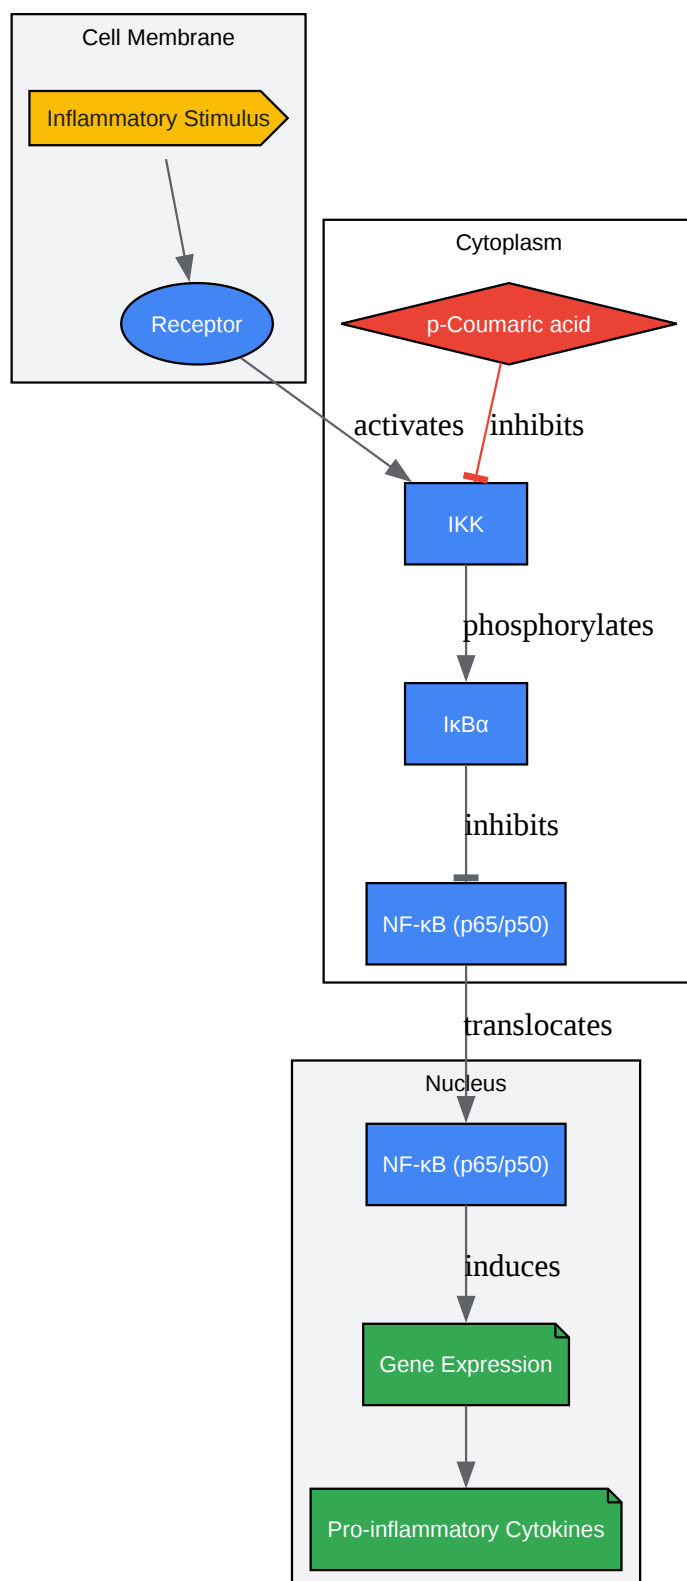 Cell Membrane
Inflammatory Stimulus
Cytoplasm
Receptor
p-Coumaric acid
activates
inhibits
IKK
phosphorylates
IκBα
inhibits
NF-κB (p65/p50)
translocates
Nucleus
NF-κB (p65/p50)
induces
Gene Expression
Pro-inflammatory Cytokines